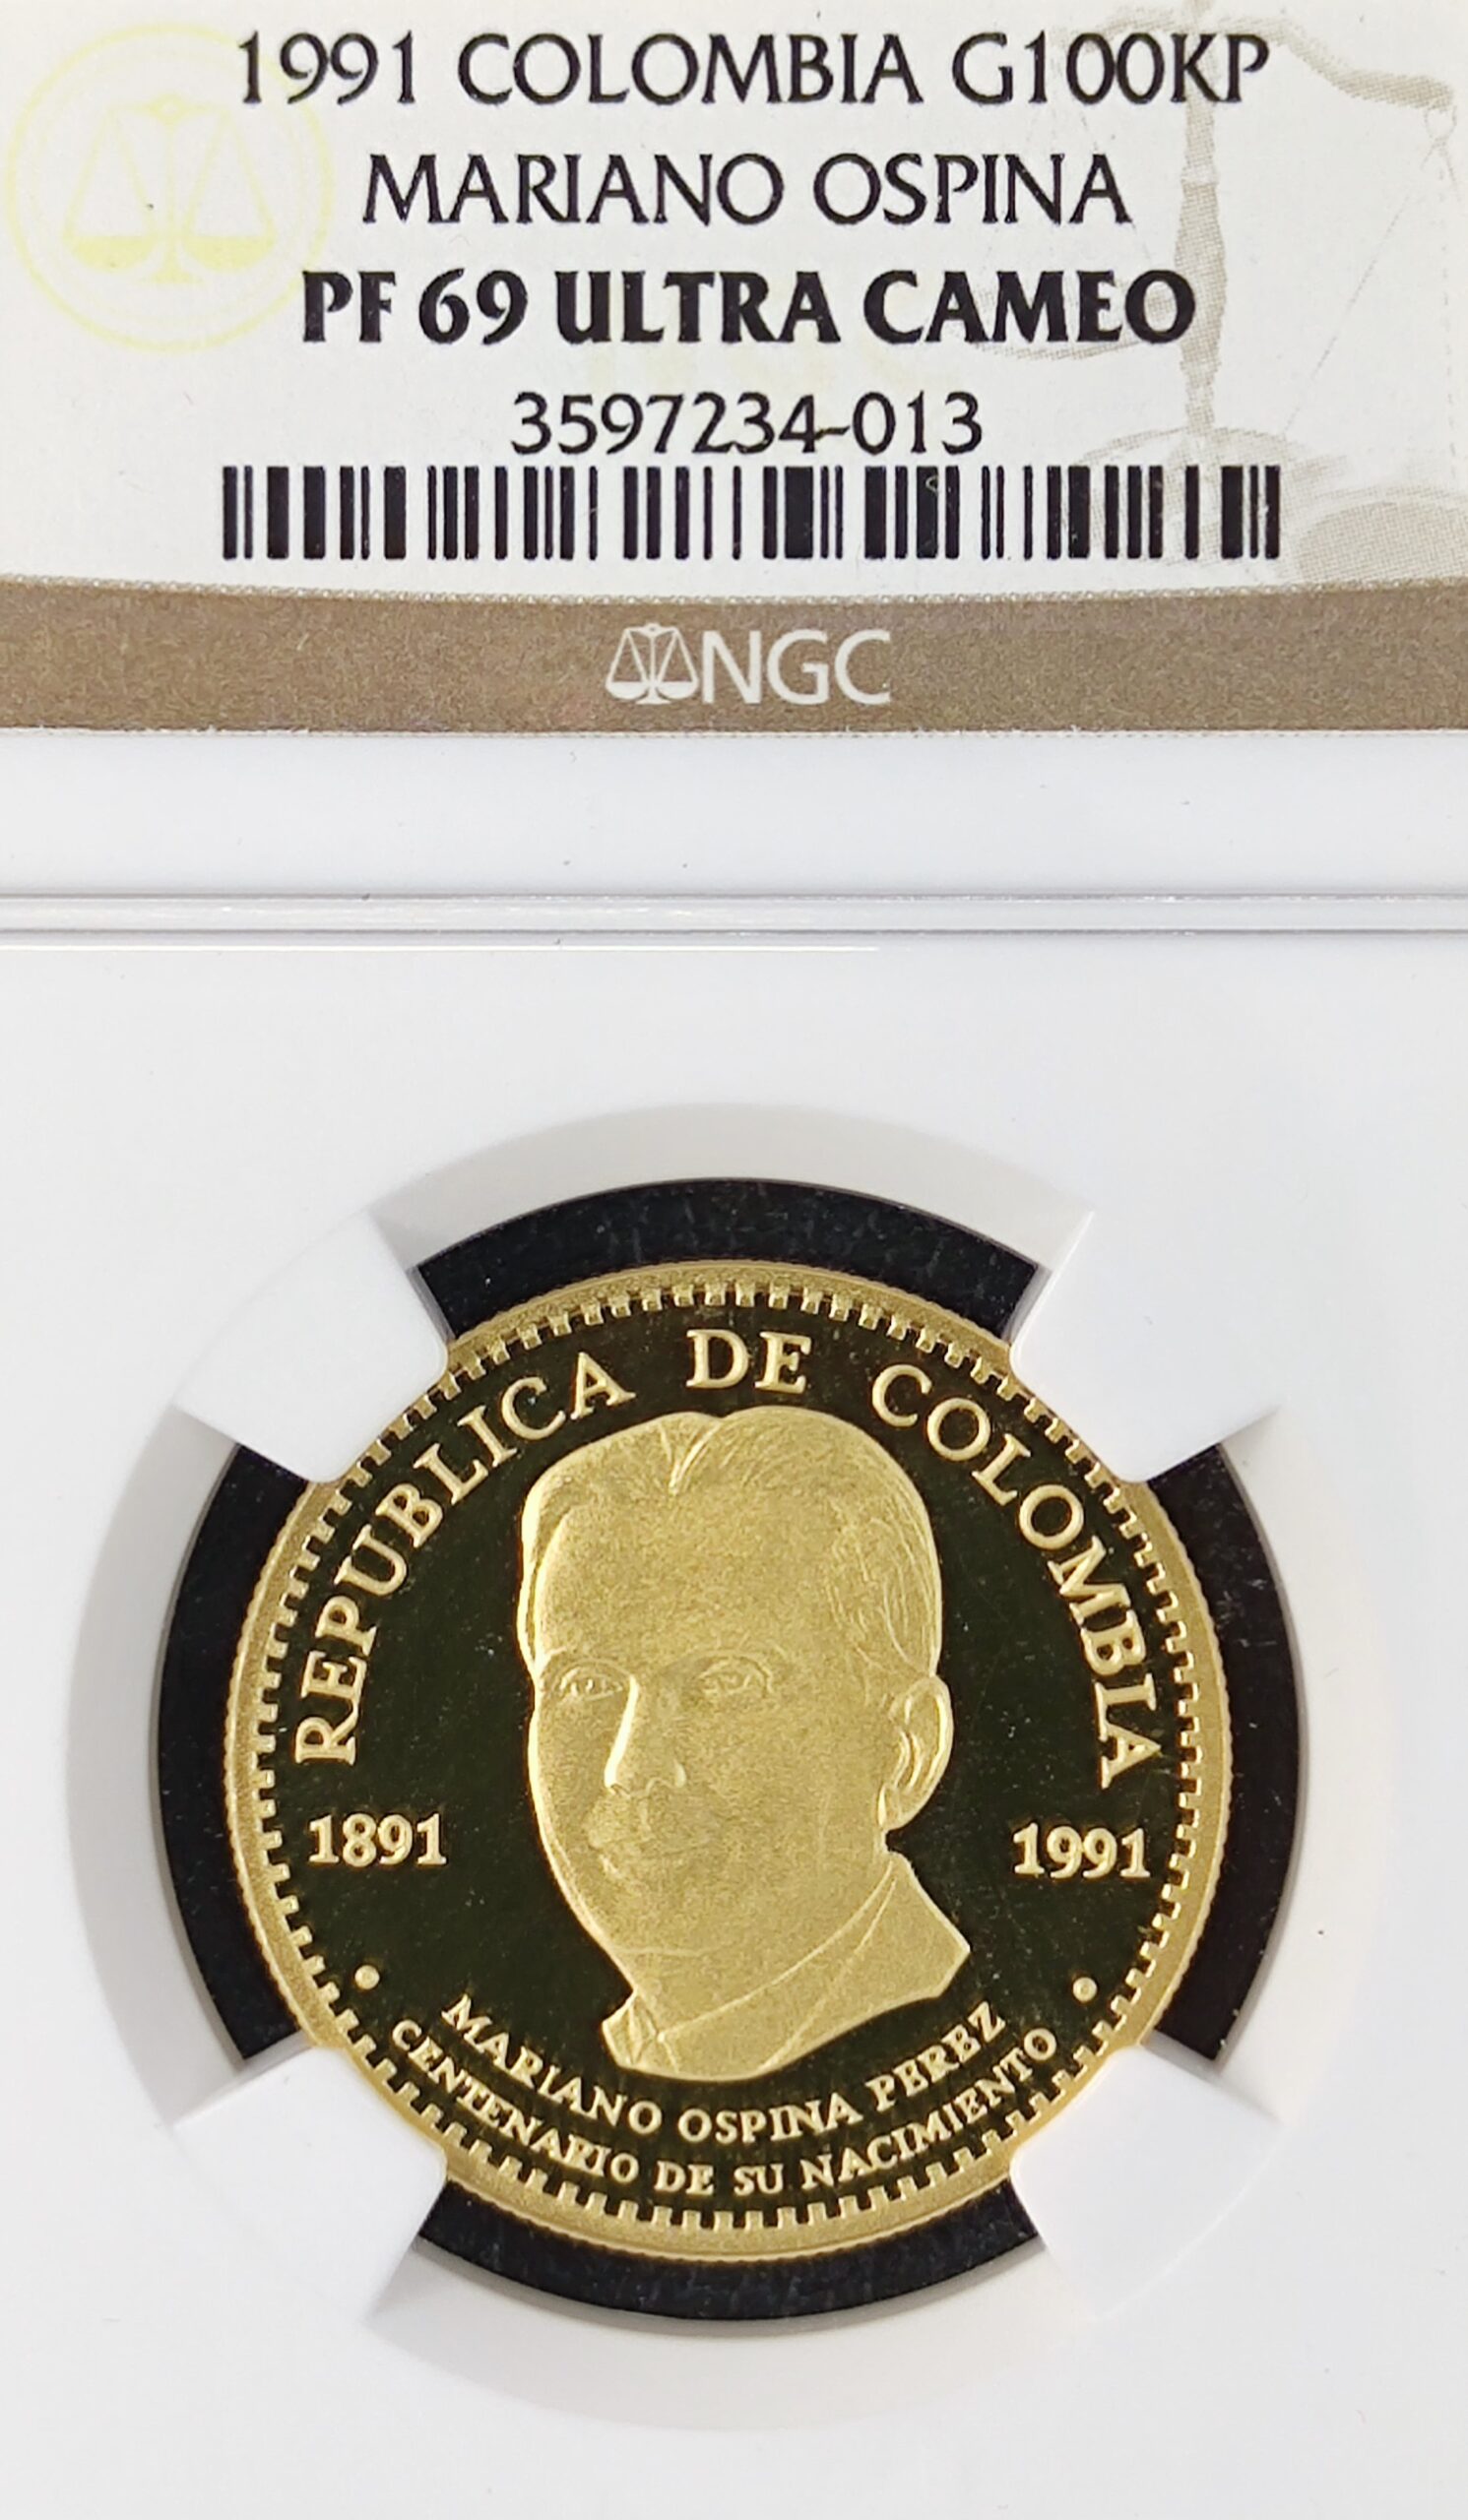 1991 COLOMBIA G100KP
MARIANO OSPINA
PF 69 ULTRA CAMEO
3597234-013
NGC
REPUBLICA DE COLOMBIA
1891
1991
MARIANO OSPINA PEREZ
CENTENARIO DE SU NACIMIENTO